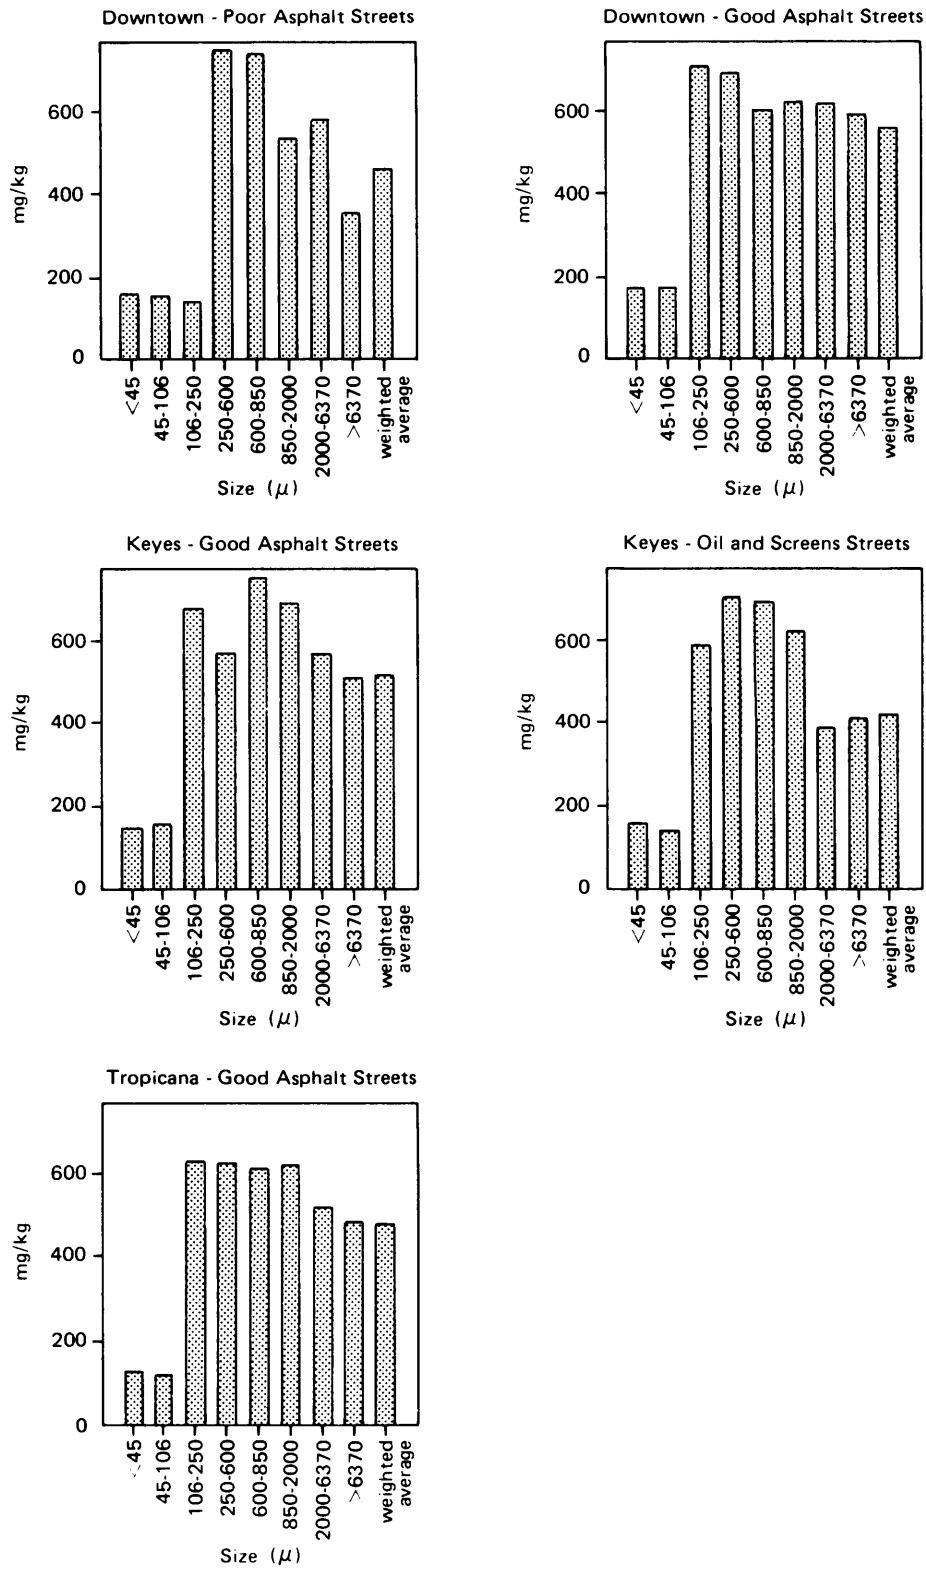 Downtown - Poor Asphalt Streets
mg/kg
600
400
200
0
<45
45-106
106-250
250-600
600-850
850-2000
2000-6370
>6370
weighted
average
Size (μ)
Downtown - Good Asphalt Streets
mg/kg
600
400
200
0
<45
45-106
106-250
250-600
600-850
850-2000
2000-6370
>6370
weighted
average
Size (μ)
Keyes - Good Asphalt Streets
mg/kg
600
400
200
0
<45
45-106
106-250
250-600
600-850
850-2000
2000-6370
>6370
weighted
average
Size (μ)
Keyes - Oil and Screens Streets
mg/kg
600
400
200
0
<45
45-106
106-250
250-600
600-850
850-2000
2000-6370
>6370
weighted
average
Size (μ)
Tropicana - Good Asphalt Streets
mg/kg
600
400
200
0
<45
45-106
106-250
250-600
600-850
850-2000
2000-6370
>6370
weighted
average
Size (μ)